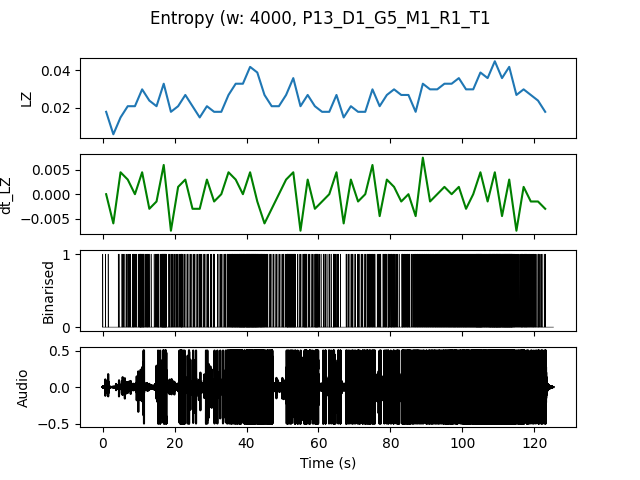 Entropy (w: 4000, P13_D1_G5_M1_R1_T1
0.04
0.02
LZ
0.005
0.000
−0.005
dt_LZ
1
0
Binarised
0.5
0.0
−0.5
Audio
0 20 40 60 80 100 120
Time (s)